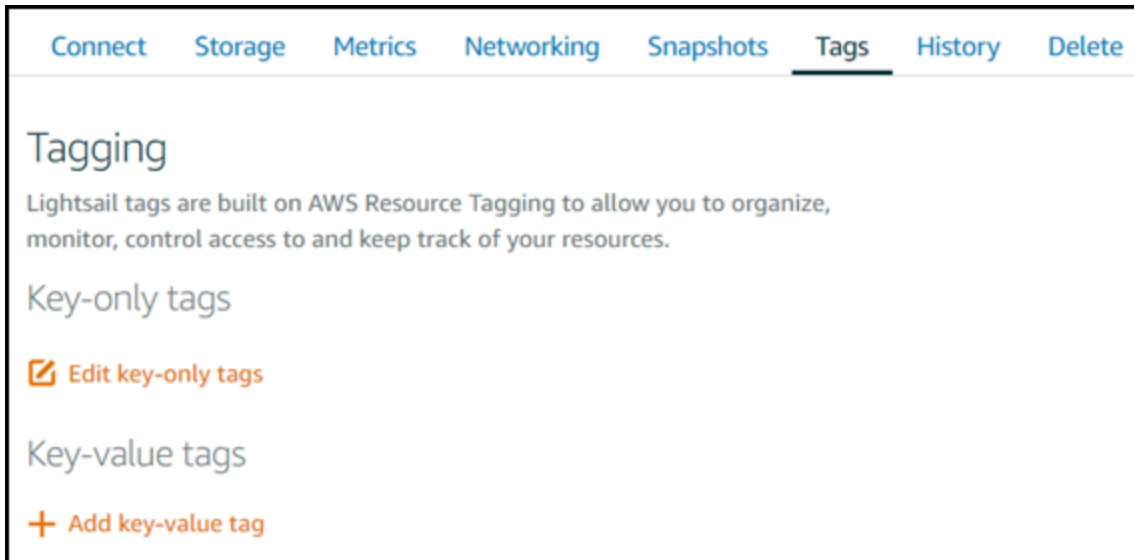 Connect Storage Metrics Networking Snapshots Tags History Delete
Tagging
Lightsail tags are built on AWS Resource Tagging to allow you to organize,
monitor, control access to and keep track of your resources.
Key-only tags
Edit key-only tags
Key-value tags
Add key-value tag